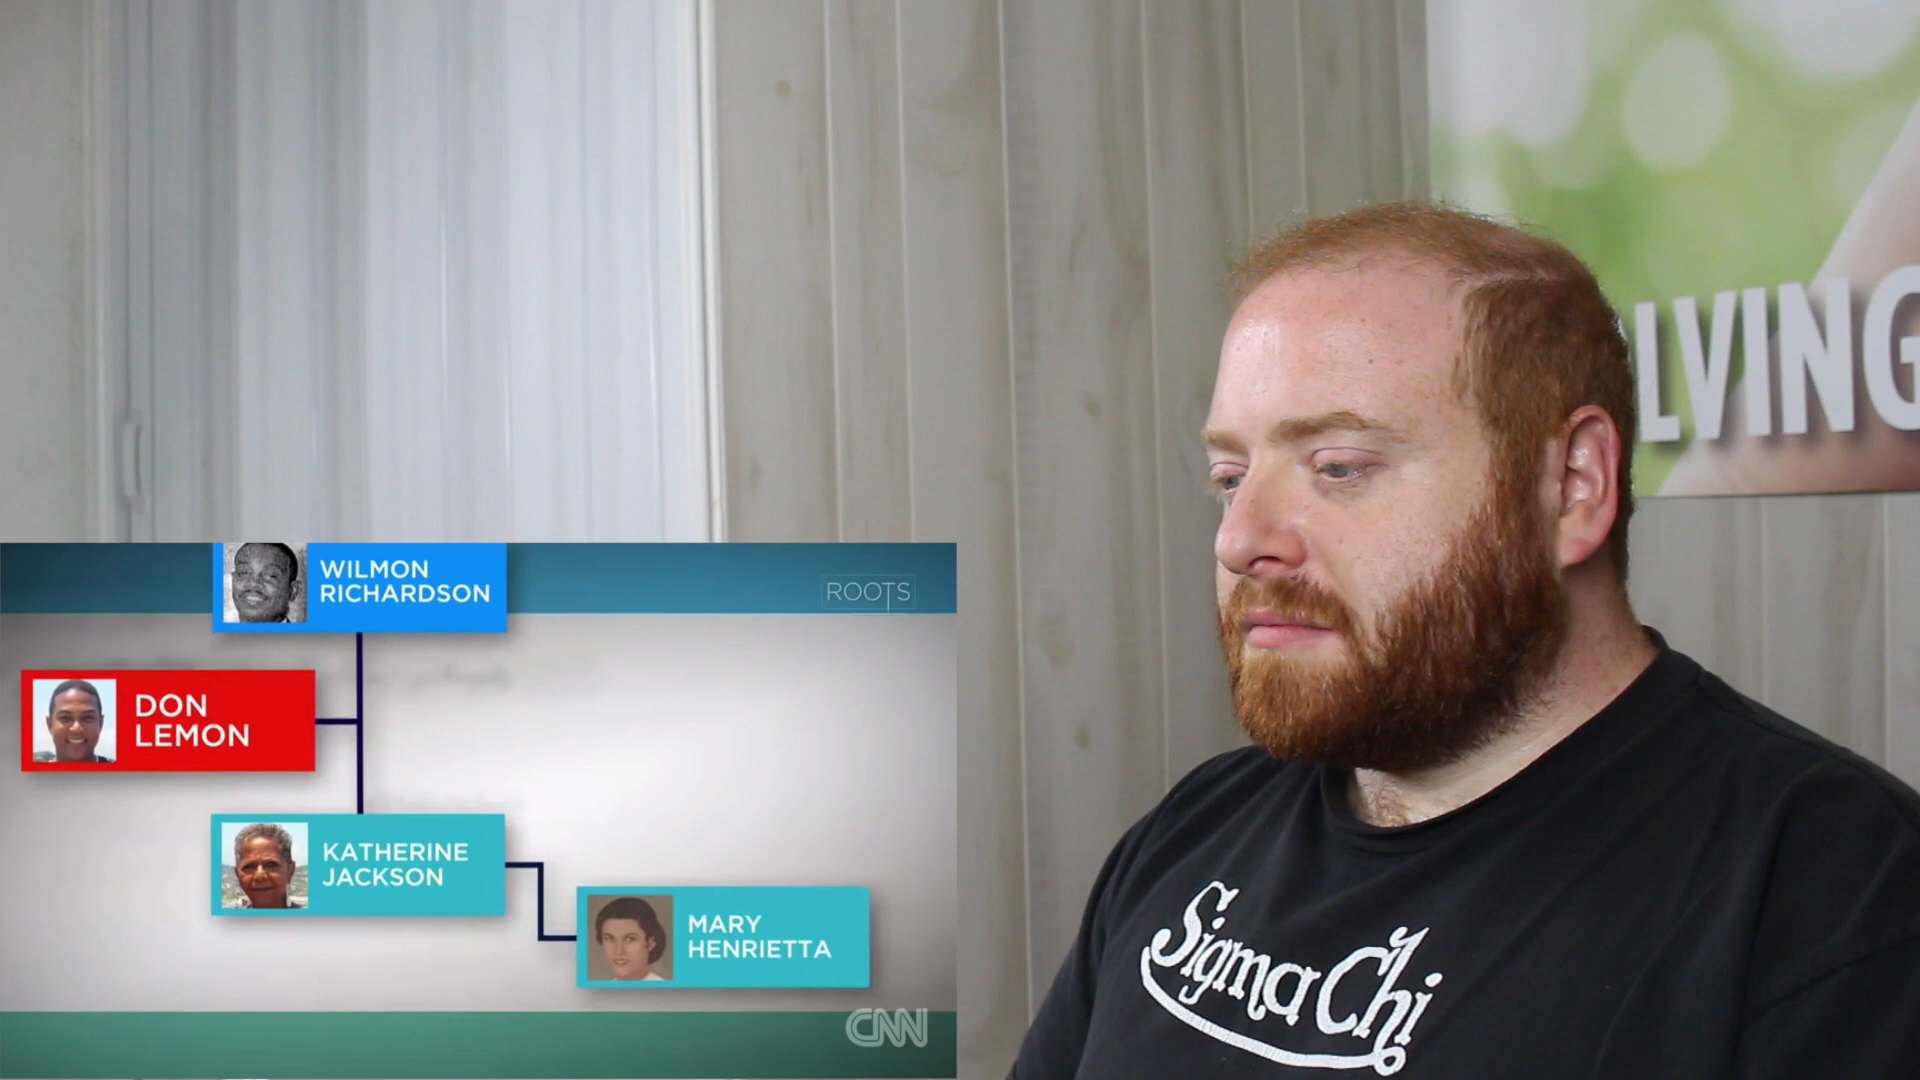 LVING
WILMON
RICHARDSON
ROOTS
DON
LEMON
KATHERINE
JACKSON
MARY
HENRIETTA
CNN
Sigma Chi